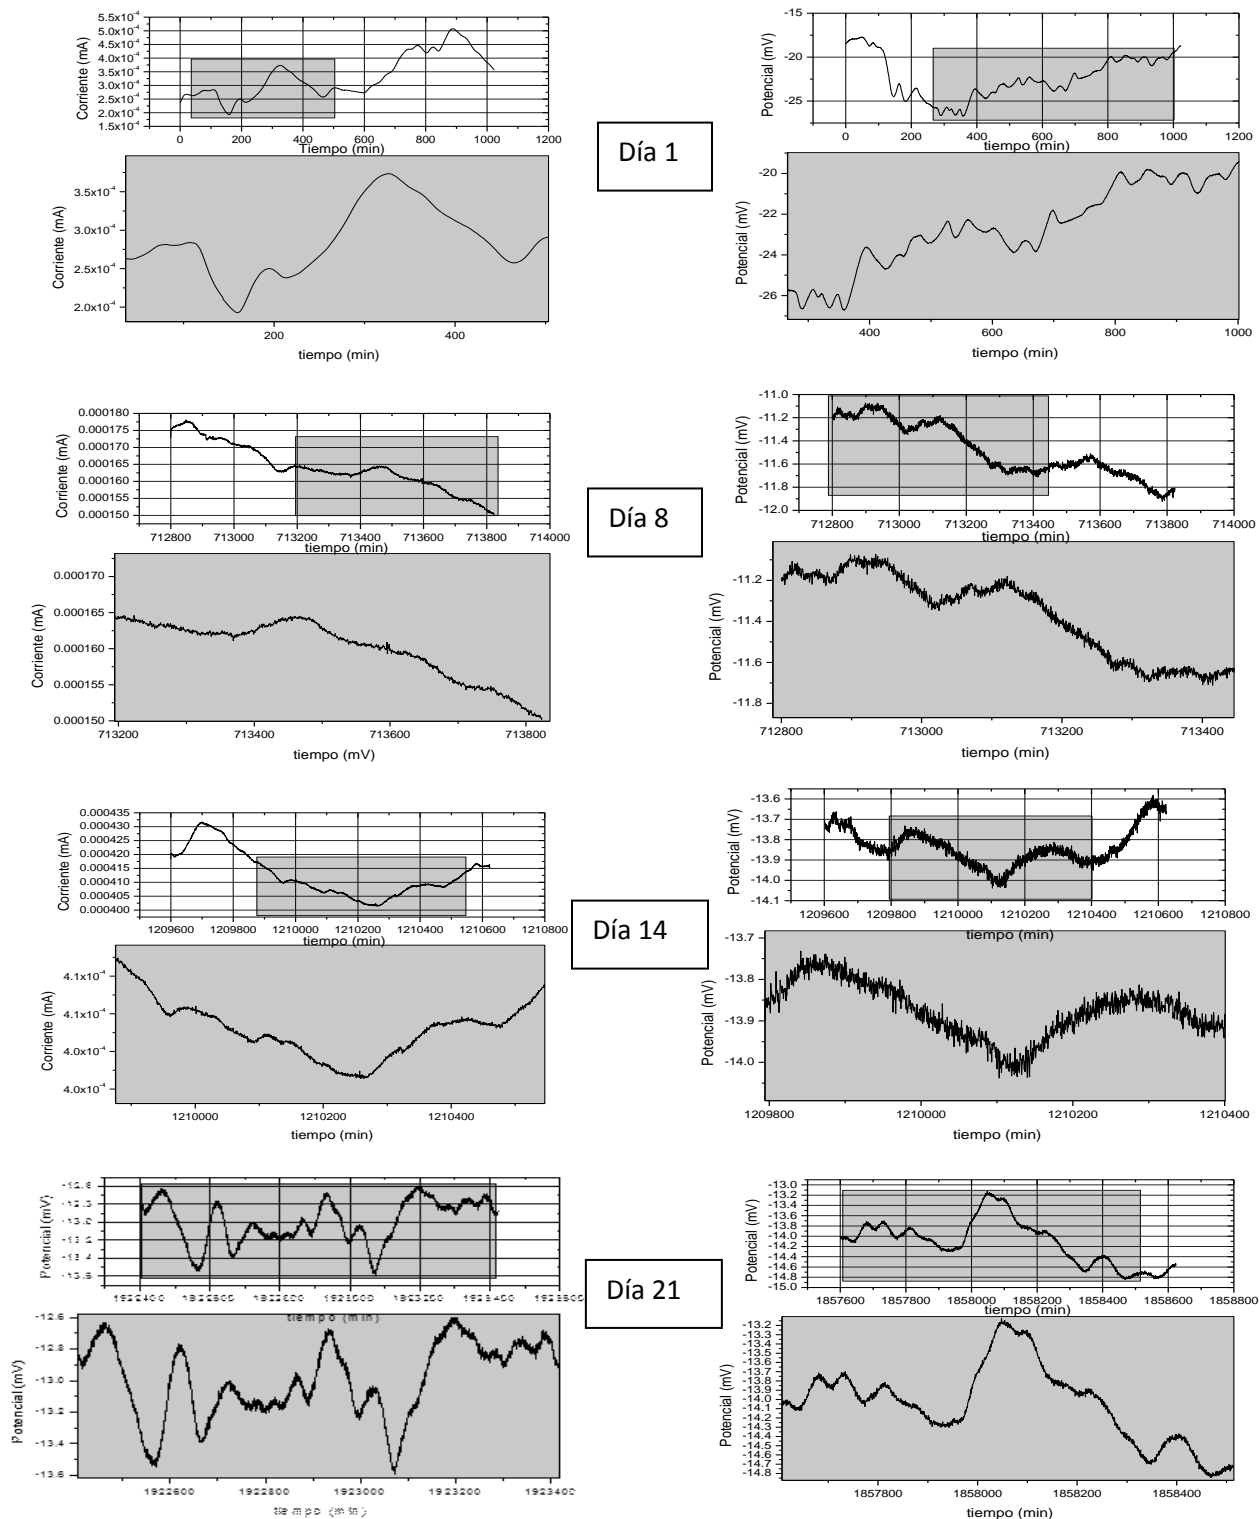 Corriente (mA)
5.5x10⁻⁴
5.0x10⁻⁴
4.5x10⁻⁴
4.0x10⁻⁴
3.5x10⁻⁴
3.0x10⁻⁴
2.5x10⁻⁴
2.0x10⁻⁴
1.5x10⁻⁴
0 200 400 600 800 1000 1200
Tiempo (min)
Corriente (mA)
3.5x10⁻⁴
3.0x10⁻⁴
2.5x10⁻⁴
2.0x10⁻⁴
200 400
tiempo (min)
Potencial (mV)
-15
-20
-25
0 200 400 600 800 1000 1200
tiempo (min)
Potencial (mV)
-20
-22
-24
-26
400 600 800 1000
tiempo (min)
Día 1
Corriente (mA)
0.000180
0.000175
0.000170
0.000165
0.000160
0.000155
0.000150
712800 713000 713200 713400 713600 713800 714000
tiempo (min)
Corriente (mA)
0.000170
0.000165
0.000160
0.000155
0.000150
713200 713400 713600 713800
tiempo (mV)
Potencial (mV)
-11.0
-11.2
-11.4
-11.6
-11.8
-12.0
712800 713000 713200 713400 713600 713800 714000
tiempo (min)
Potencial (mV)
-11.2
-11.4
-11.6
-11.8
712800 713000 713200 713400
tiempo (min)
Día 8
Corriente (mA)
0.000435
0.000430
0.000425
0.000420
0.000415
0.000410
0.000405
0.000400
1209600 1209800 1210000 1210200 1210400 1210600 1210800
tiempo (min)
Corriente (mA)
4.1x10⁻⁴
4.1x10⁻⁴
4.0x10⁻⁴
4.0x10⁻⁴
1210000 1210200 1210400
tiempo (min)
Potencial (mV)
-13.6
-13.7
-13.8
-13.9
-14.0
-14.1
1209600 1209800 1210000 1210200 1210400 1210600 1210800
tiempo (min)
Potencial (mV)
-13.7
-13.8
-13.9
-14.0
1209800 1210000 1210200 1210400
tiempo (min)
Día 14
Potencial (mV)
-13.0
tiempo (min)
Potencial (mV)
-12.6
-12.8
-13.0
-13.2
-13.4
-13.6
1922600 1922800 1923000 1923200 1923400
tiempo (min)
Potencial (mV)
-13.0
-13.2
-13.4
-13.6
-13.8
-14.0
-14.2
-14.4
-14.6
-14.8
-15.0
1857600 1857800 1858000 1858200 1858400 1858600 1858800
tiempo (min)
Potencial (mV)
-13.2
-13.3
-13.4
-13.5
-13.6
-13.7
-13.8
-13.9
-14.0
-14.1
-14.2
-14.3
-14.4
-14.5
-14.6
-14.7
-14.8
1857800 1858000 1858200 1858400
tiempo (min)
Día 21